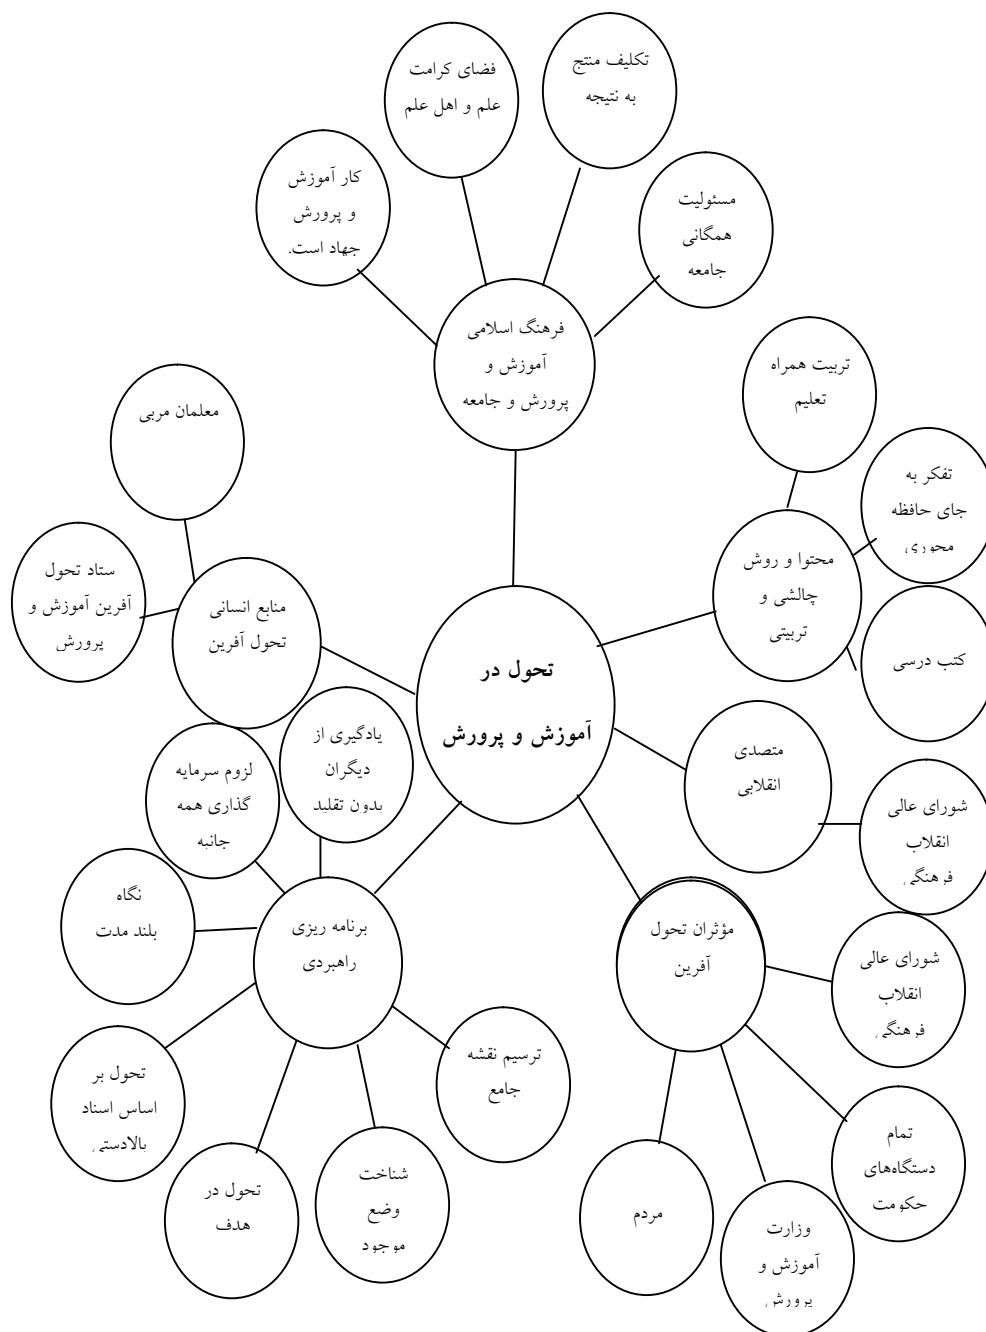 تکلیف منتج
به نتیجه
فضای کرامت
علم و اهل علم
کار آموزش
و پرورش
جهاد است.
مسئولیت
همگانی
جامعه
فرهنگ اسلامی
آموزش و
پرورش و جامعه
تربیت همراه
تعلیم
تفکر به
جای حافظه
محوری
محتوا و روش
چالشی و
تربیتی
کتب درسی
معلمان مربی
ستاد تحول
آفرین آموزش و
پرورش
منابع انسانی
تحول آفرین
تحول در
آموزش و پرورش
متصدی
انقلابی
شورای عالی
انقلاب
فرهنگی
یادگیری از
دیگران
بدون تقلید
لزوم سرمایه
گذاری همه
جانبه
نگاه
بلند مدت
برنامه ریزی
راهبردی
مؤثران تحول
آفرین
شورای عالی
انقلاب
فرهنگی
تحول بر
اساس اسناد
بالادستی
ترسیم نقشه
جامع
تمام
دستگاه‌های
حکومت
تحول در
هدف
شناخت
وضع
موجود
مردم
وزارت
آموزش و
پرورش